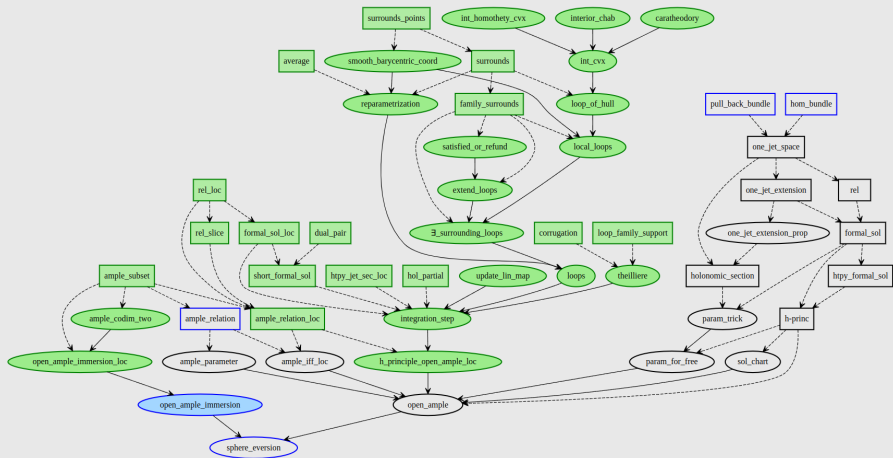 surrounds_points
int_homothety_cvx
interior_chab
caratheodory
average
smooth_barycentric_coord
surrounds
int_cvx
reparametrization
family_surrounds
loop_of_hull
pull_back_bundle
hom_bundle
satisfied_or_refund
local_loops
one_jet_space
rel_loc
extend_loops
one_jet_extension
rel
rel_slice
formal_sol_loc
dual_pair
∃_surrounding_loops
corrugation
loop_family_support
one_jet_extension_prop
formal_sol
ample_subset
short_formal_sol
htpy_jet_sec_loc
hol_partial
update_lin_map
loops
theilliere
holonomic_section
htpy_formal_sol
ample_codim_two
ample_relation
ample_relation_loc
integration_step
param_trick
h-princ
open_ample_immersion_loc
ample_parameter
ample_iff_loc
h_principle_open_ample_loc
param_for_free
sol_chart
open_ample_immersion
open_ample
sphere_eversion